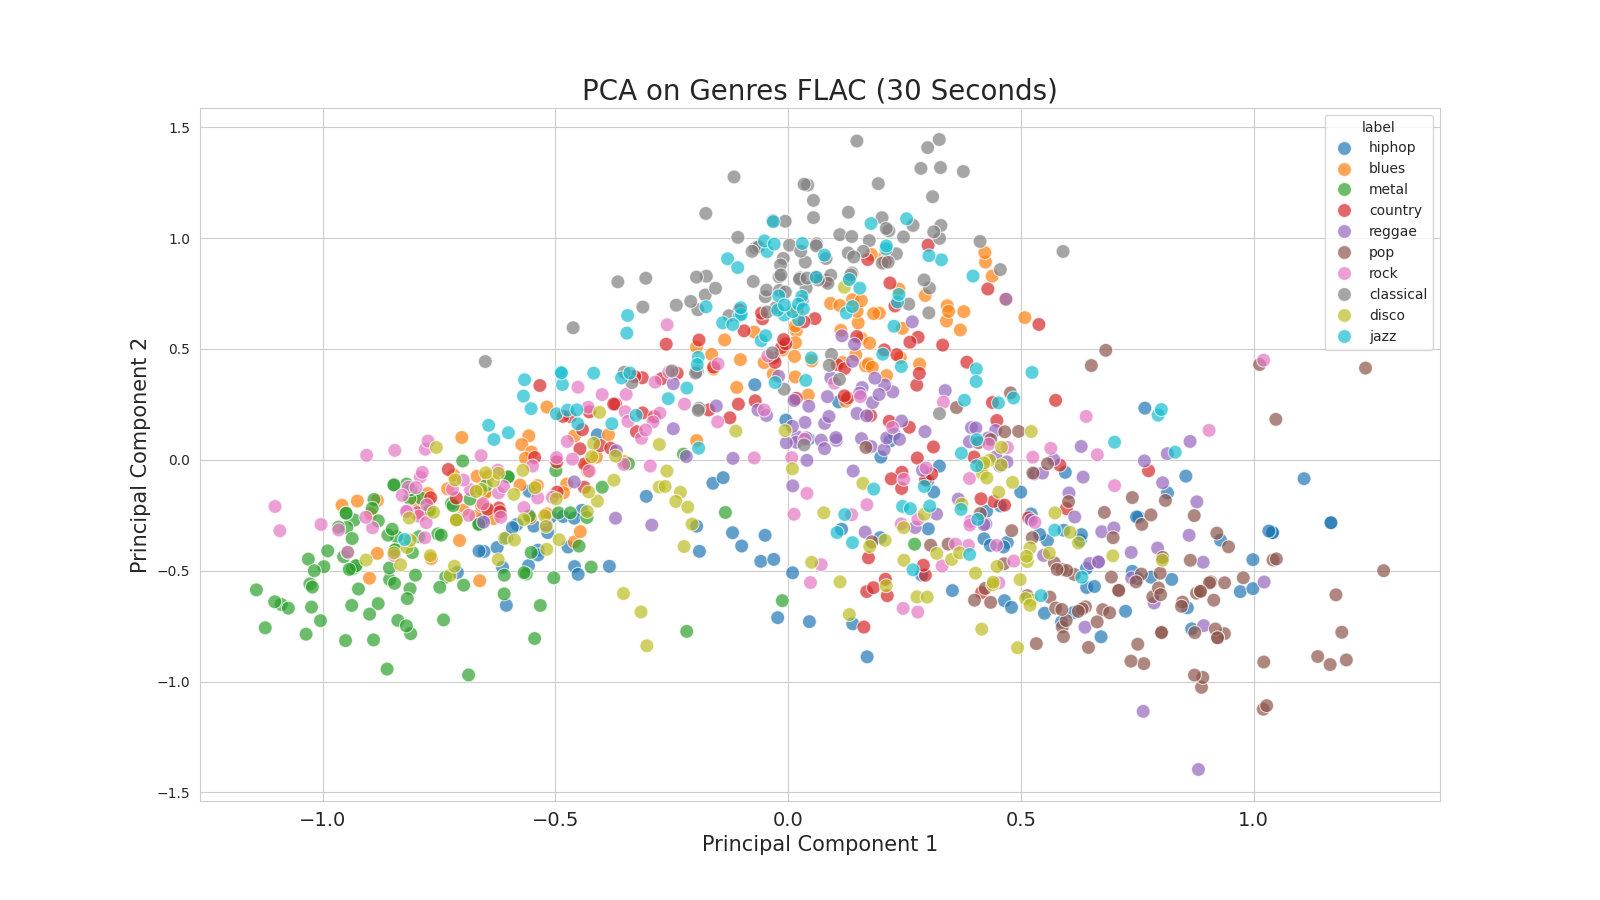 PCA on Genres FLAC (30 Seconds)
label
hiphop
blues
metal
country
reggae
pop
rock
classical
disco
jazz
1.5
1.0
0.5
0.0
−0.5
−1.0
−1.5
Principal Component 2
−1.0
−0.5
0.0
0.5
1.0
Principal Component 1